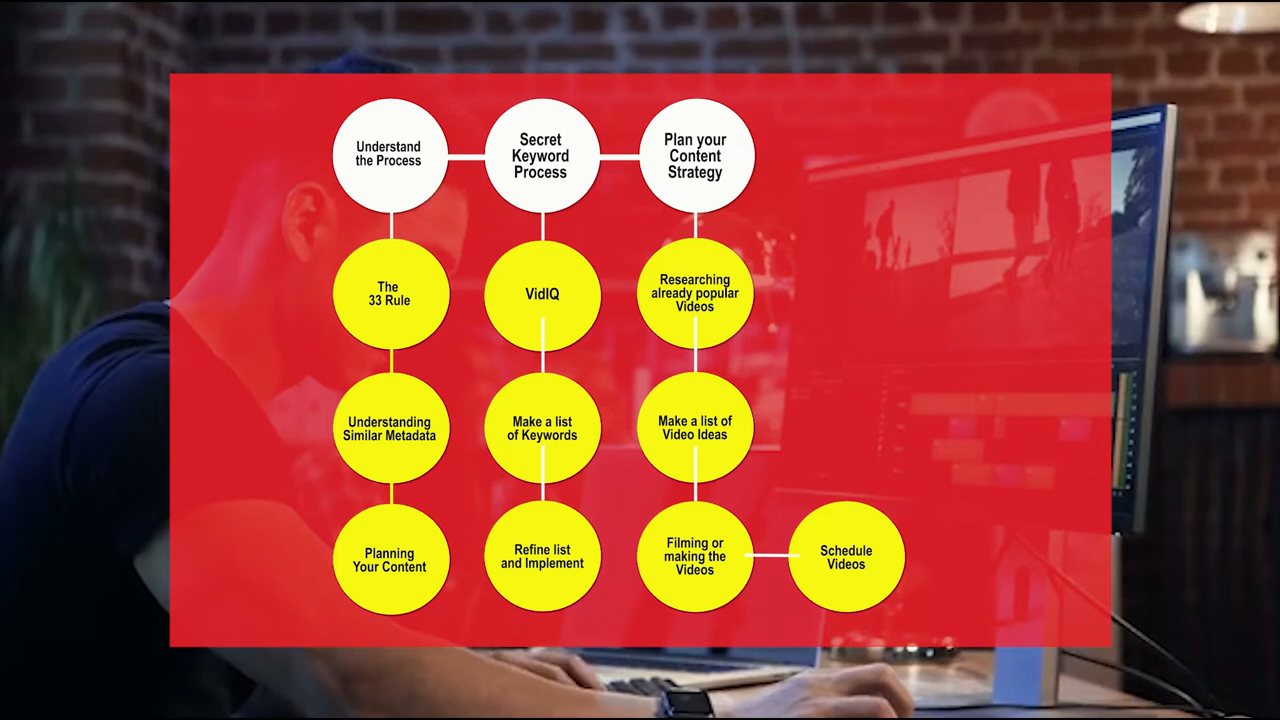 Understand
the Process
Secret
Keyword
Process
Plan your
Content
Strategy
The
33 Rule
VidIQ
Researching
already popular
Videos
Understanding
Similar Metadata
Make a list
of Keywords
Make a list of
Video Ideas
Planning
Your Content
Refine list
and Implement
Filming or
making the
Videos
Schedule
Videos